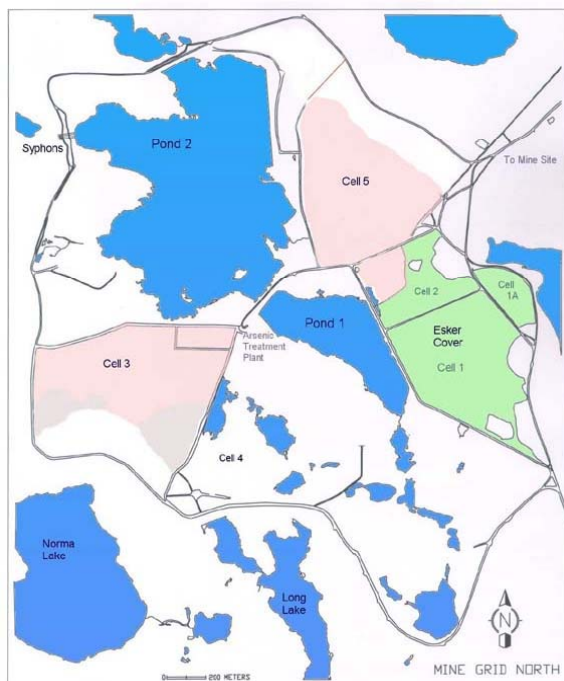 Syphons
Pond 2
Cell 5
To Mine Site
Cell 2
Cell
1A
Pond 1
Esker
Cover
Cell 1
Arsenic
Treatment
Plant
Cell 3
Cell 4
Norma
Lake
Long
Lake
N
0 200 METERS
MINE GRID NORTH